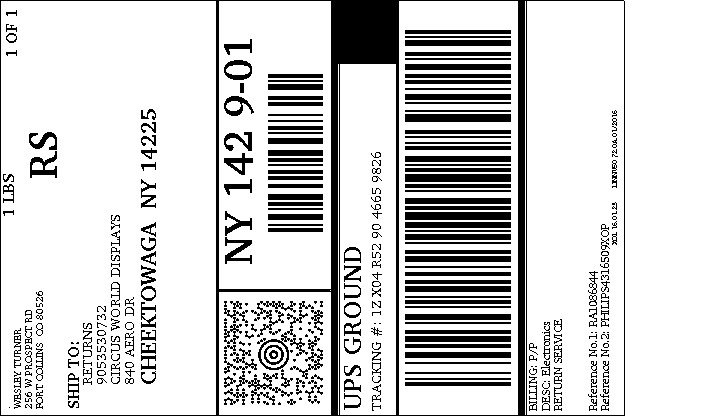 WESLEY TURNER
256 W PROSPECT RD
FORT COLLINS CO 80526
1 LBS
1 OF 1
RS
SHIP TO:
RETURNS
9053530732
CIRCUS WORLD DISPLAYS
840 AERO DR
CHEEKTOWAGA NY 14225
NY 142 9-01
UPS GROUND
TRACKING #: 1Z X04 R52 90 4665 9826
BILLING: P/P
DESC: Electronics
RETURN SERVICE
Reference No.1: RA1086844
Reference No.2: PHILIPS4316509XOP